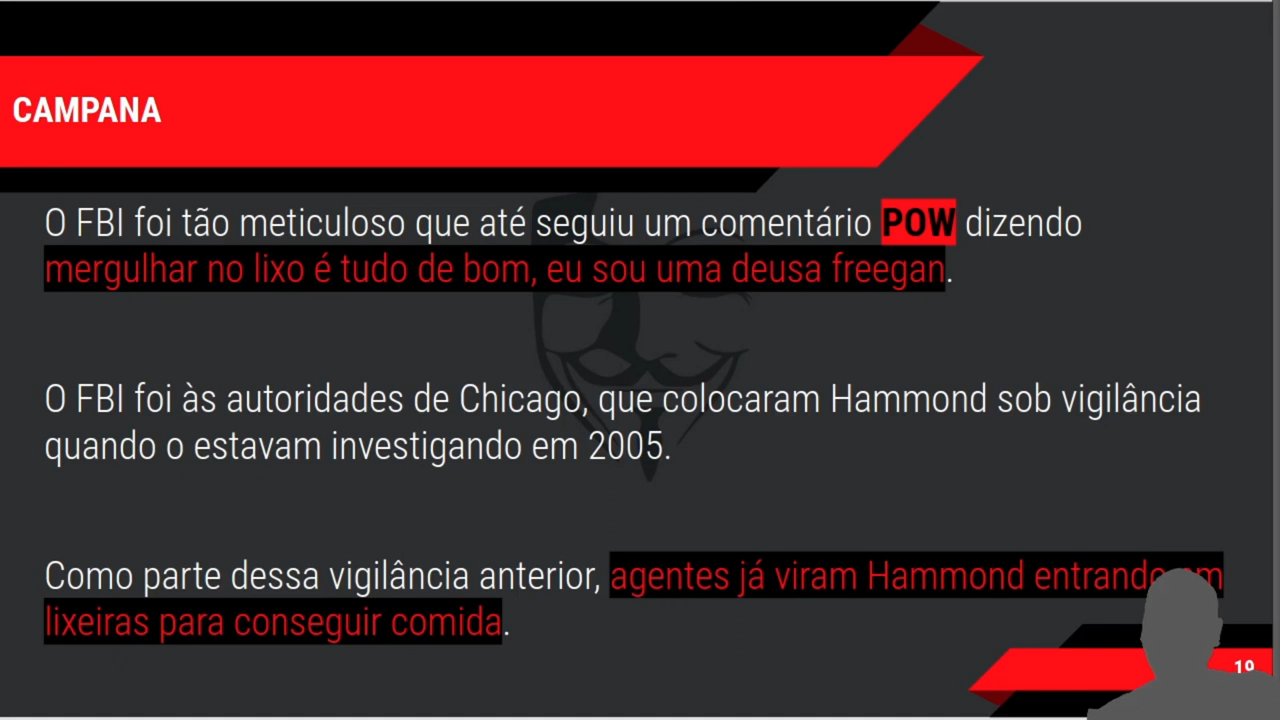 CAMPANA
O FBI foi tão meticuloso que até seguiu um comentário POW dizendo
mergulhar no lixo é tudo de bom, eu sou uma deusa freegan.
O FBI foi às autoridades de Chicago, que colocaram Hammond sob vigilância
quando o estavam investigando em 2005.
Como parte dessa vigilância anterior, agentes já viram Hammond entrando em
lixeiras para conseguir comida.
19